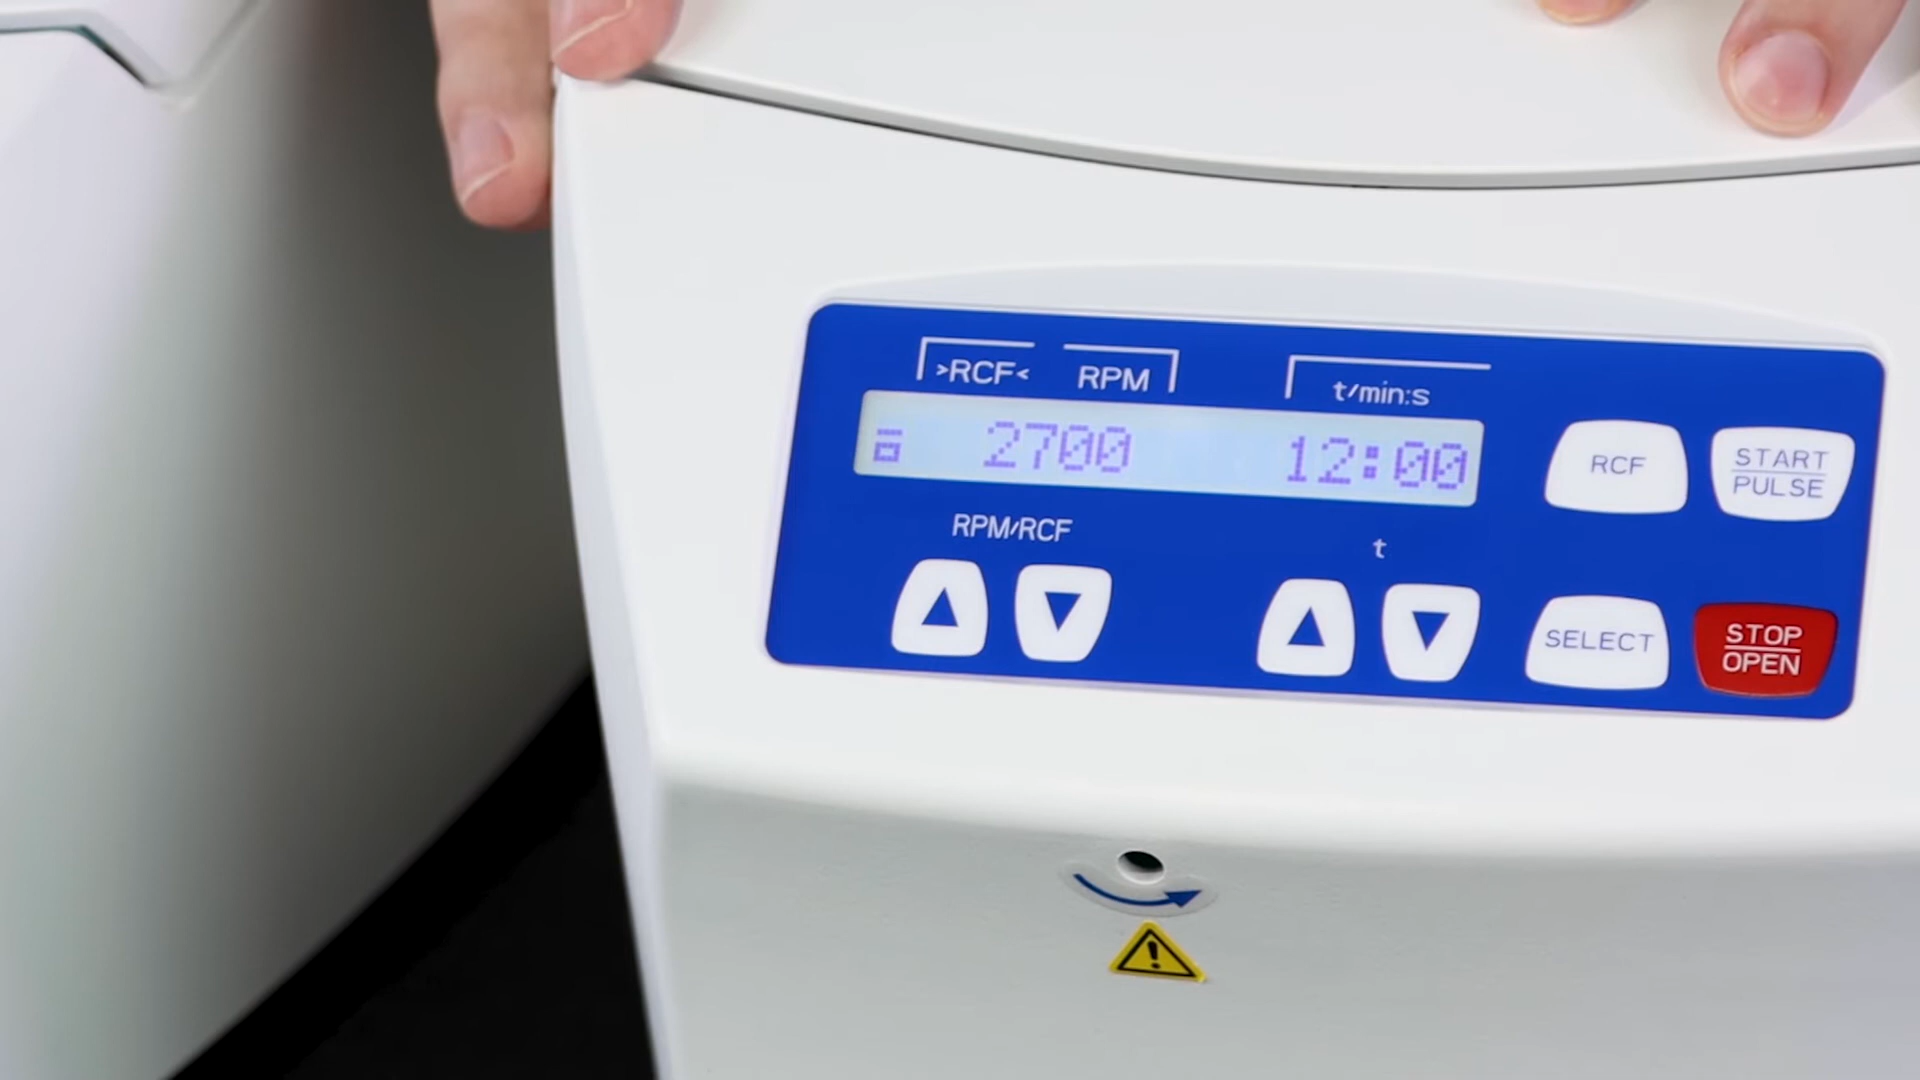 >RCF< RPM t/min:s
2700 12:00
RCF
START
PULSE
RPM/RCF t
SELECT
STOP
OPEN